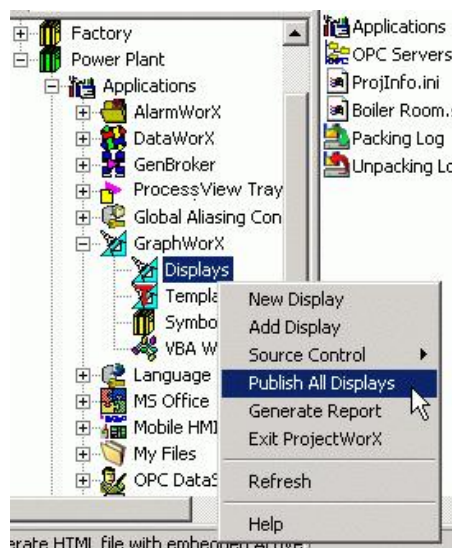 Factory
Power Plant
Applications
AlarmWorX
DataWorX
GenBroker
ProcessView Tray
Global Aliasing Con
GraphWorX
Displays
Templa
Symbo
VBA W
Language
MS Office
Mobile HMI
My Files
OPC DataS
Applications
OPC Servers
ProjInfo.ini
Boiler Room.
Packing Log
Unpacking Lo
New Display
Add Display
Source Control
Publish All Displays
Generate Report
Exit ProjectWorX
Refresh
Help
erate HTML file with embedded Active